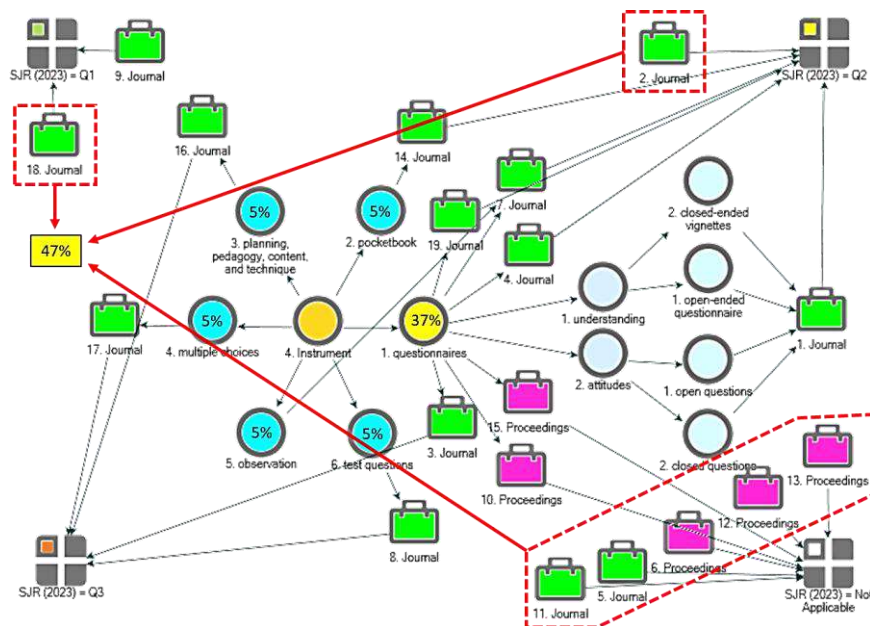 SJR (2023) = Q1
9. Journal
2. Journal
SJR (2023) = Q2
18. Journal
16. Journal
14. Journal
7. Journal
5%
3. planning,
pedagogy, content,
and technique
5%
2. pocketbook
19. Journal
2. closed-ended
vignettes
47%
4. Journal
1. open-ended
questionnaire
17. Journal
5%
4. multiple choices
4. Instrument
37%
1. questionnaires
1. understanding
1. Journal
2. attitudes
1. open questions
5%
5. observation
5%
6. test questions
3. Journal
15. Proceedings
2. closed questions
13. Proceedings
10. Proceedings
12. Proceedings
8. Journal
6. Proceedings
SJR (2023) = Q3
11. Journal
5. Journal
SJR (2023) = Not
Applicable